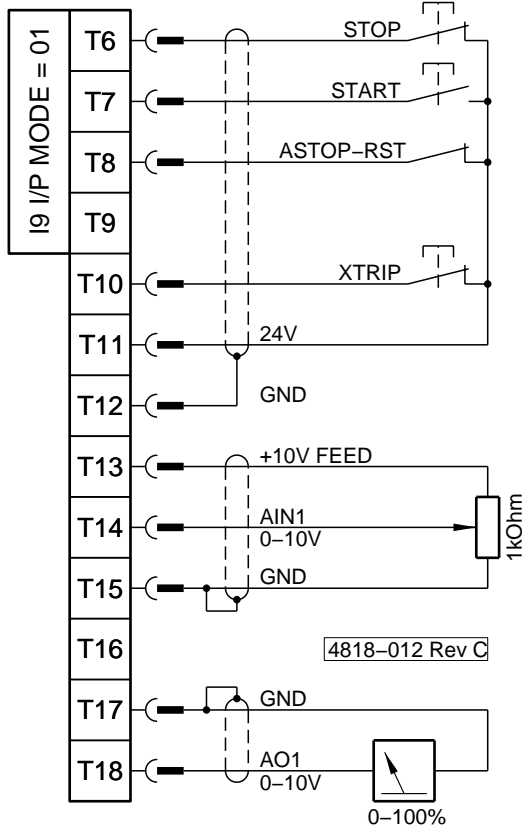 I9 I/P MODE = 01
T6
STOP
T7
START
T8
ASTOP–RST
T9
T10
XTRIP
T11
24V
T12
GND
T13
+10V FEED
T14
AIN1
0–10V
1kOhm
T15
GND
T16
4818–012 Rev C
T17
GND
T18
AO1
0–10V
0–100%